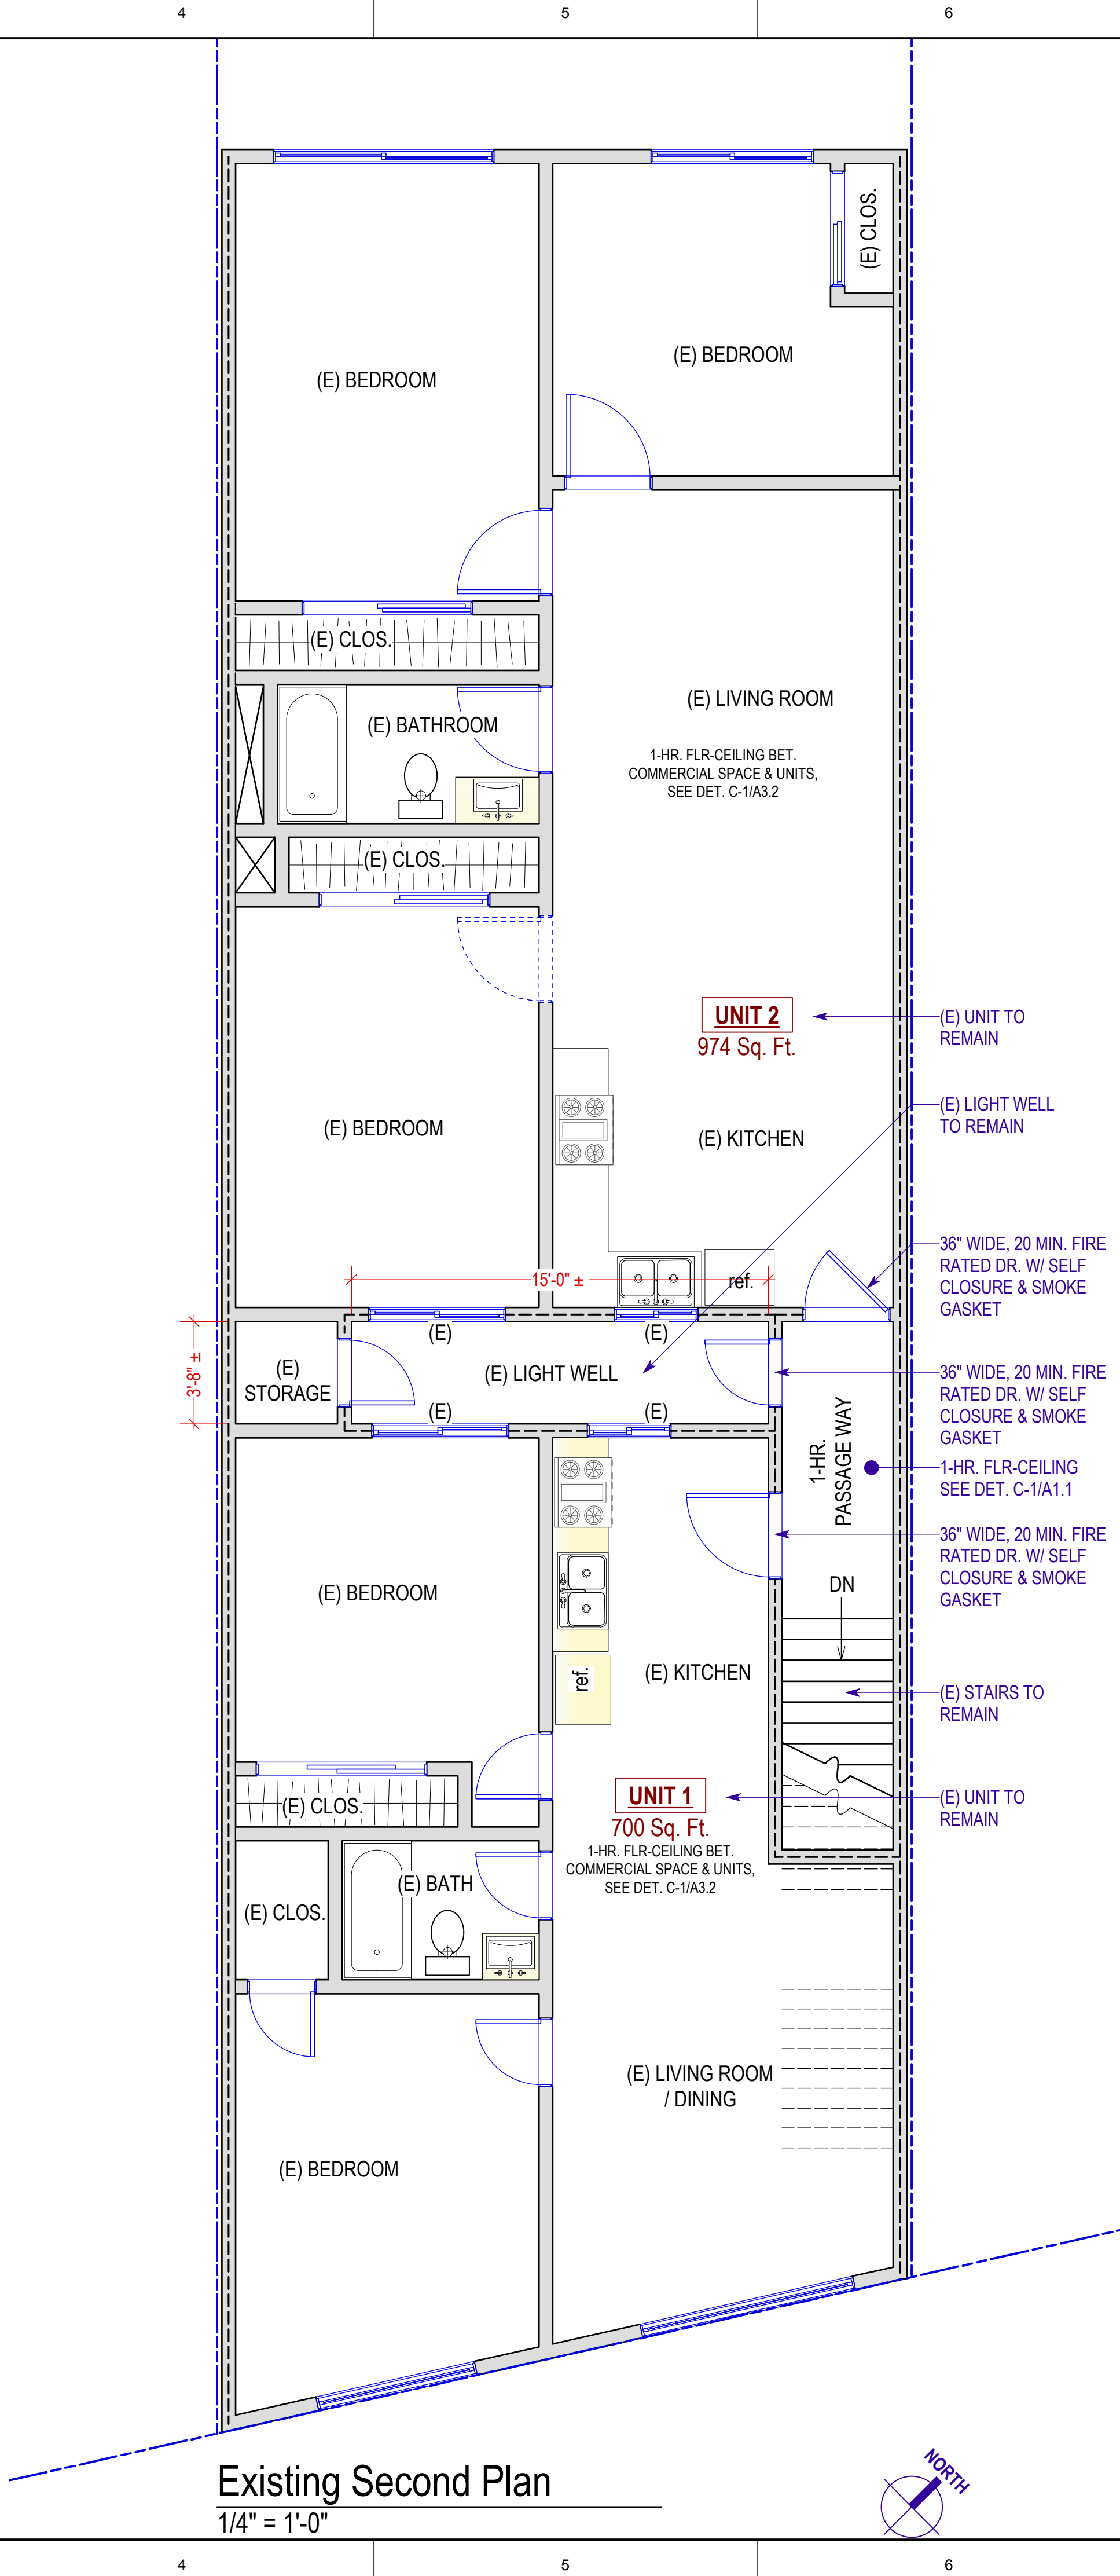 4 5 6
(E) CLOS.
(E) BEDROOM
(E) BEDROOM
(E) CLOS.
(E) LIVING ROOM
(E) BATHROOM
1-HR. FLR-CEILING BET.
COMMERCIAL SPACE & UNITS,
SEE DET. C-1/A3.2
(E) CLOS.
UNIT 2
974 Sq. Ft.
(E) UNIT TO
REMAIN
(E) LIGHT WELL
TO REMAIN
(E) BEDROOM
(E) KITCHEN
36" WIDE, 20 MIN. FIRE
RATED DR. W/ SELF
CLOSURE & SMOKE
GASKET
15'-0" ±
ref.
(E)
(E)
3'-8" ±
(E)
STORAGE
(E) LIGHT WELL
36" WIDE, 20 MIN. FIRE
RATED DR. W/ SELF
CLOSURE & SMOKE
GASKET
(E)
(E)
1-HR.
PASSAGE WAY
1-HR. FLR-CEILING
SEE DET. C-1/A1.1
36" WIDE, 20 MIN. FIRE
RATED DR. W/ SELF
CLOSURE & SMOKE
GASKET
DN
(E) BEDROOM
ref.
(E) KITCHEN
(E) STAIRS TO
REMAIN
(E) CLOS.
UNIT 1
700 Sq. Ft.
1-HR. FLR-CEILING BET.
COMMERCIAL SPACE & UNITS,
SEE DET. C-1/A3.2
(E) UNIT TO
REMAIN
(E) BATH
(E) CLOS.
(E) LIVING ROOM
/ DINING
(E) BEDROOM
Existing Second Plan
1/4" = 1'-0"
NORTH
4 5 6